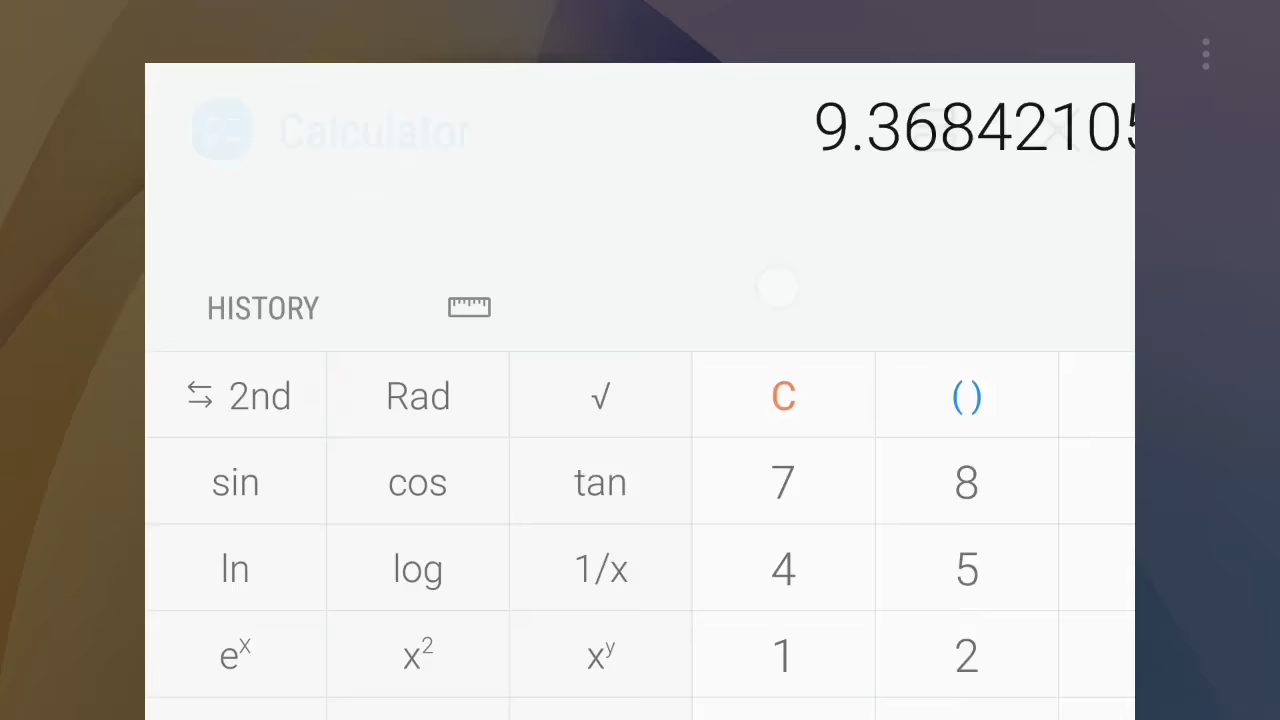 Calculator 9.36842105
HISTORY
2nd Rad √ C ( )
sin cos tan 7 8
ln log 1/x 4 5
eˣ x² xʸ 1 2